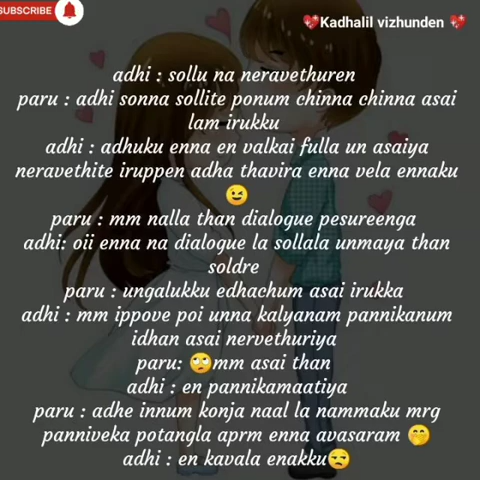 SUBSCRIBE
💖Kadhalil vizhunden 💖
adhi : sollu na neravethuren
paru : adhi sonna sollite ponum chinna chinna asai
lam irukku
adhi : adhuku enna en valkai fulla un asaiya
neravethite iruppen adha thavira enna vela ennaku
😉
paru : mm nalla than dialogue pesureenga
adhi: oii enna na dialogue la sollala unmaya than
soldre
paru : ungalukku edhachum asai irukka
adhi : mm ippove poi unna kalyanam pannikanum
idhan asai nervethuriya
paru: 🙄mm asai than
adhi : en pannikamaatiya
paru : adhe innum konja naal la nammaku mrg
panniveka potangla aprm enna avasaram 🤭
adhi : en kavala enakku😒